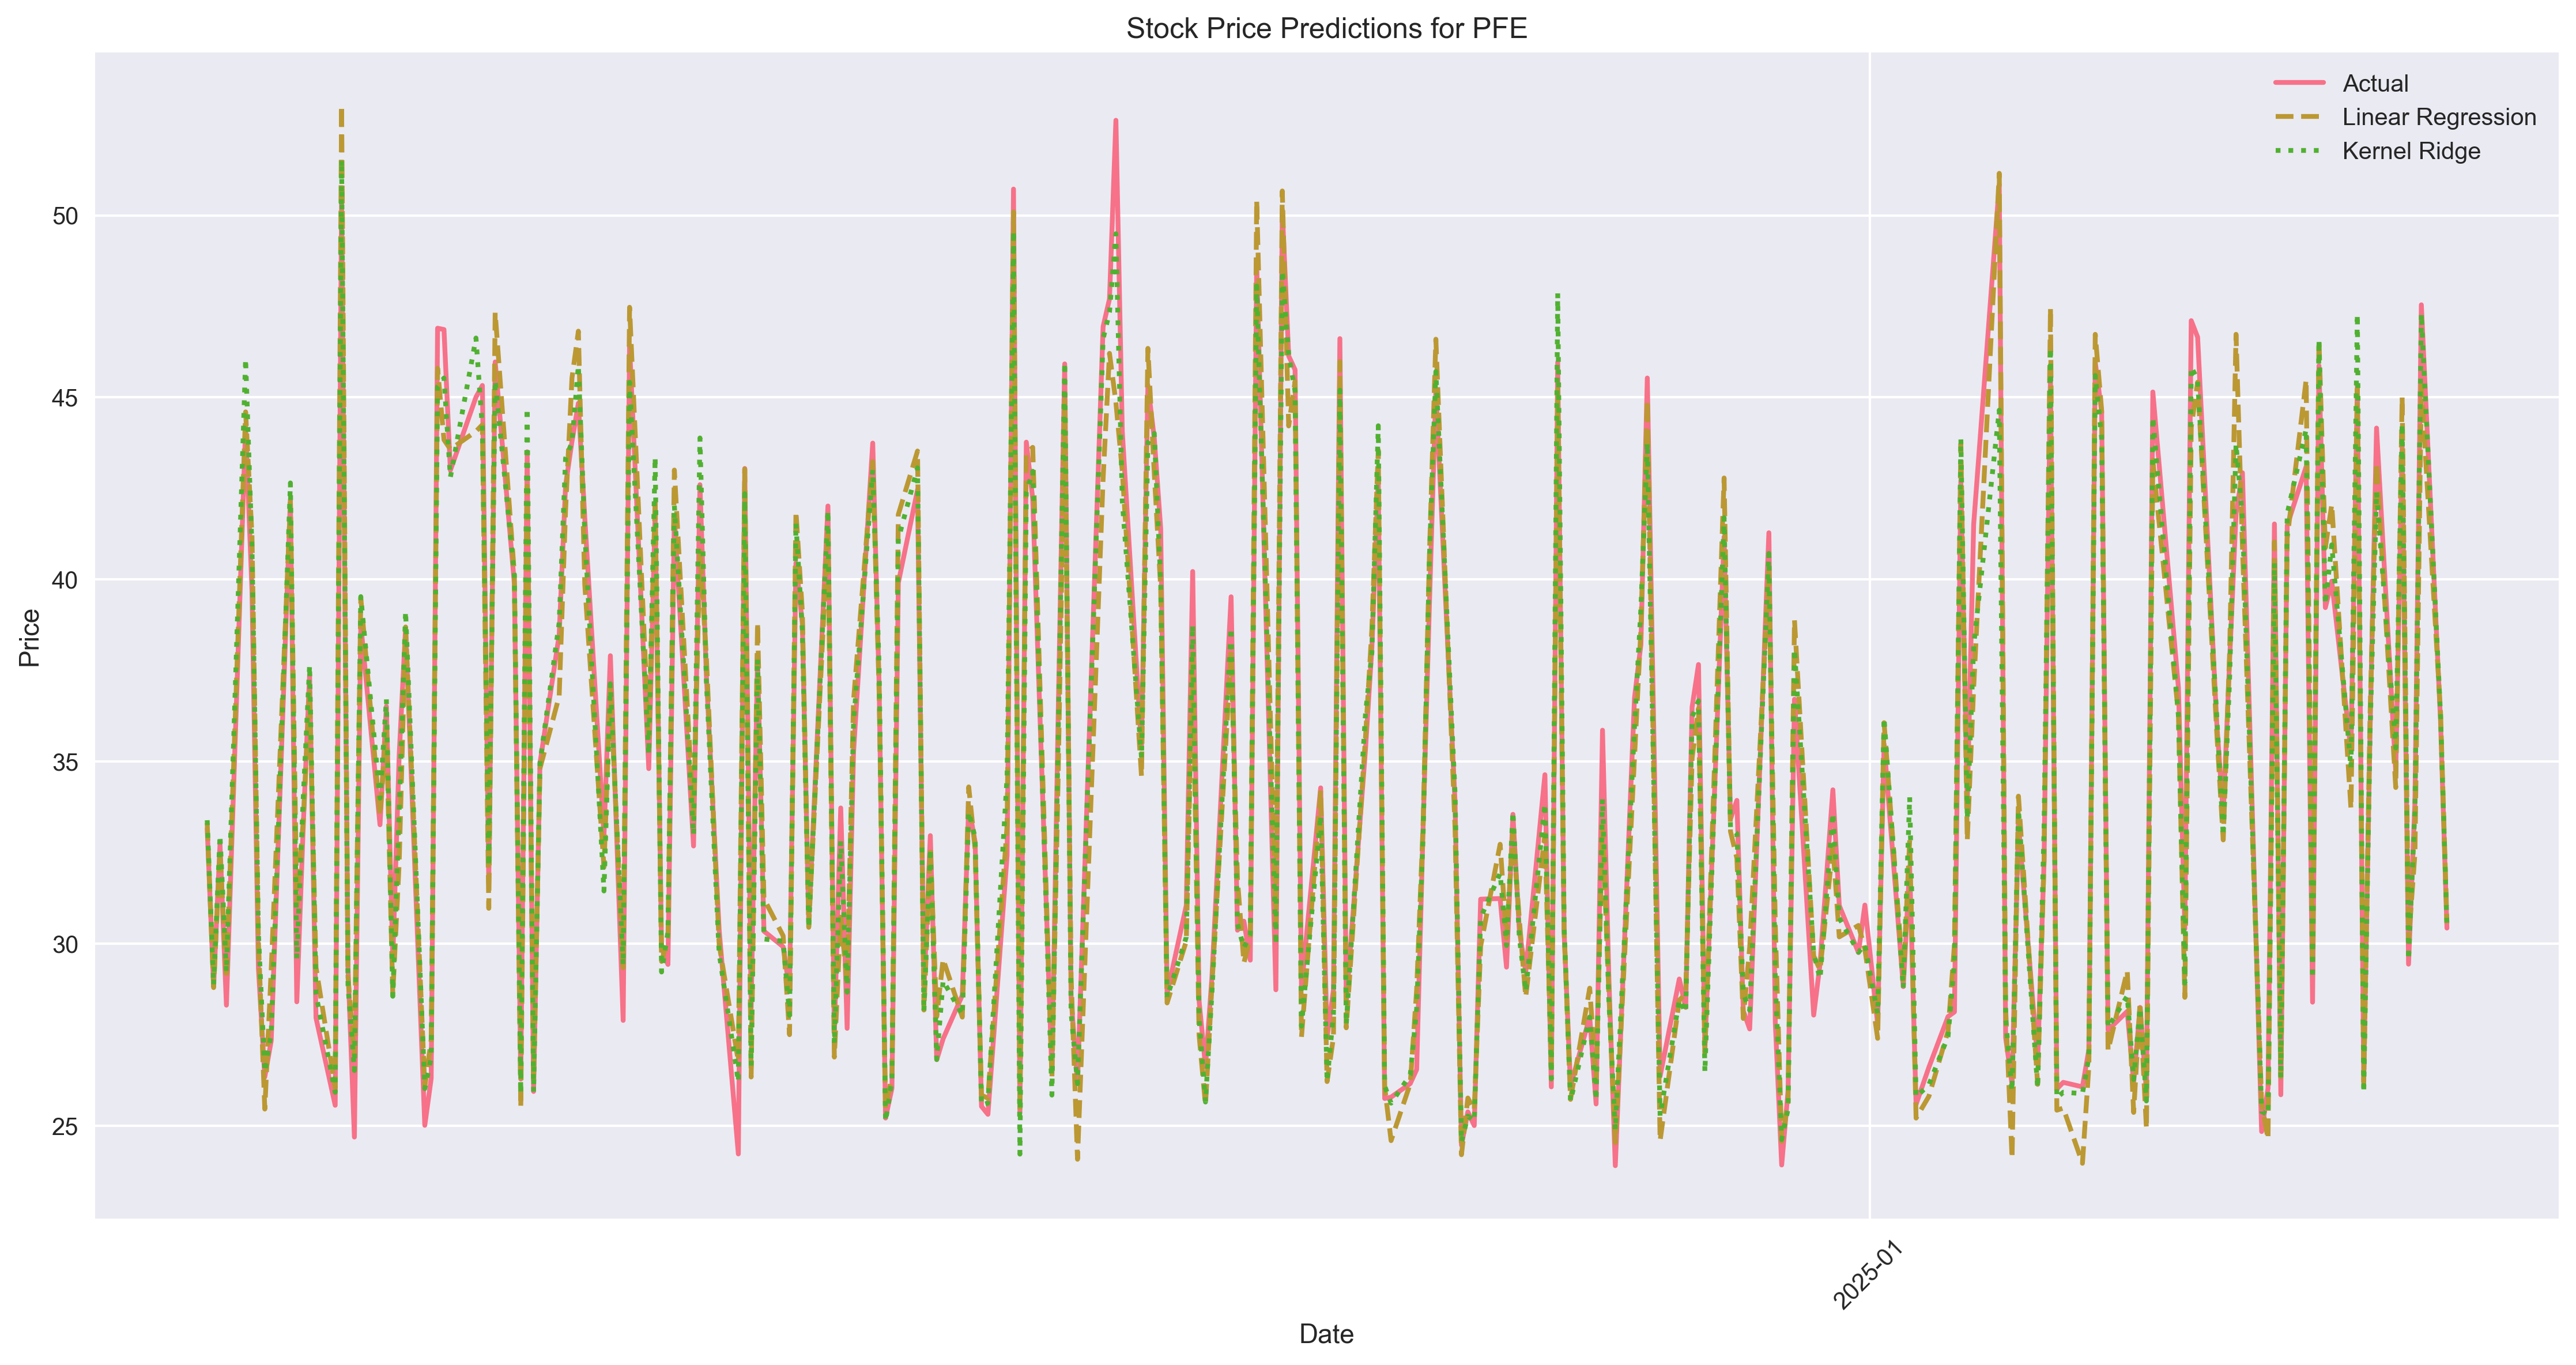 Stock Price Predictions for PFE
Actual
Linear Regression
Kernel Ridge
50
45
40
35
30
25
Price
2025-01
Date